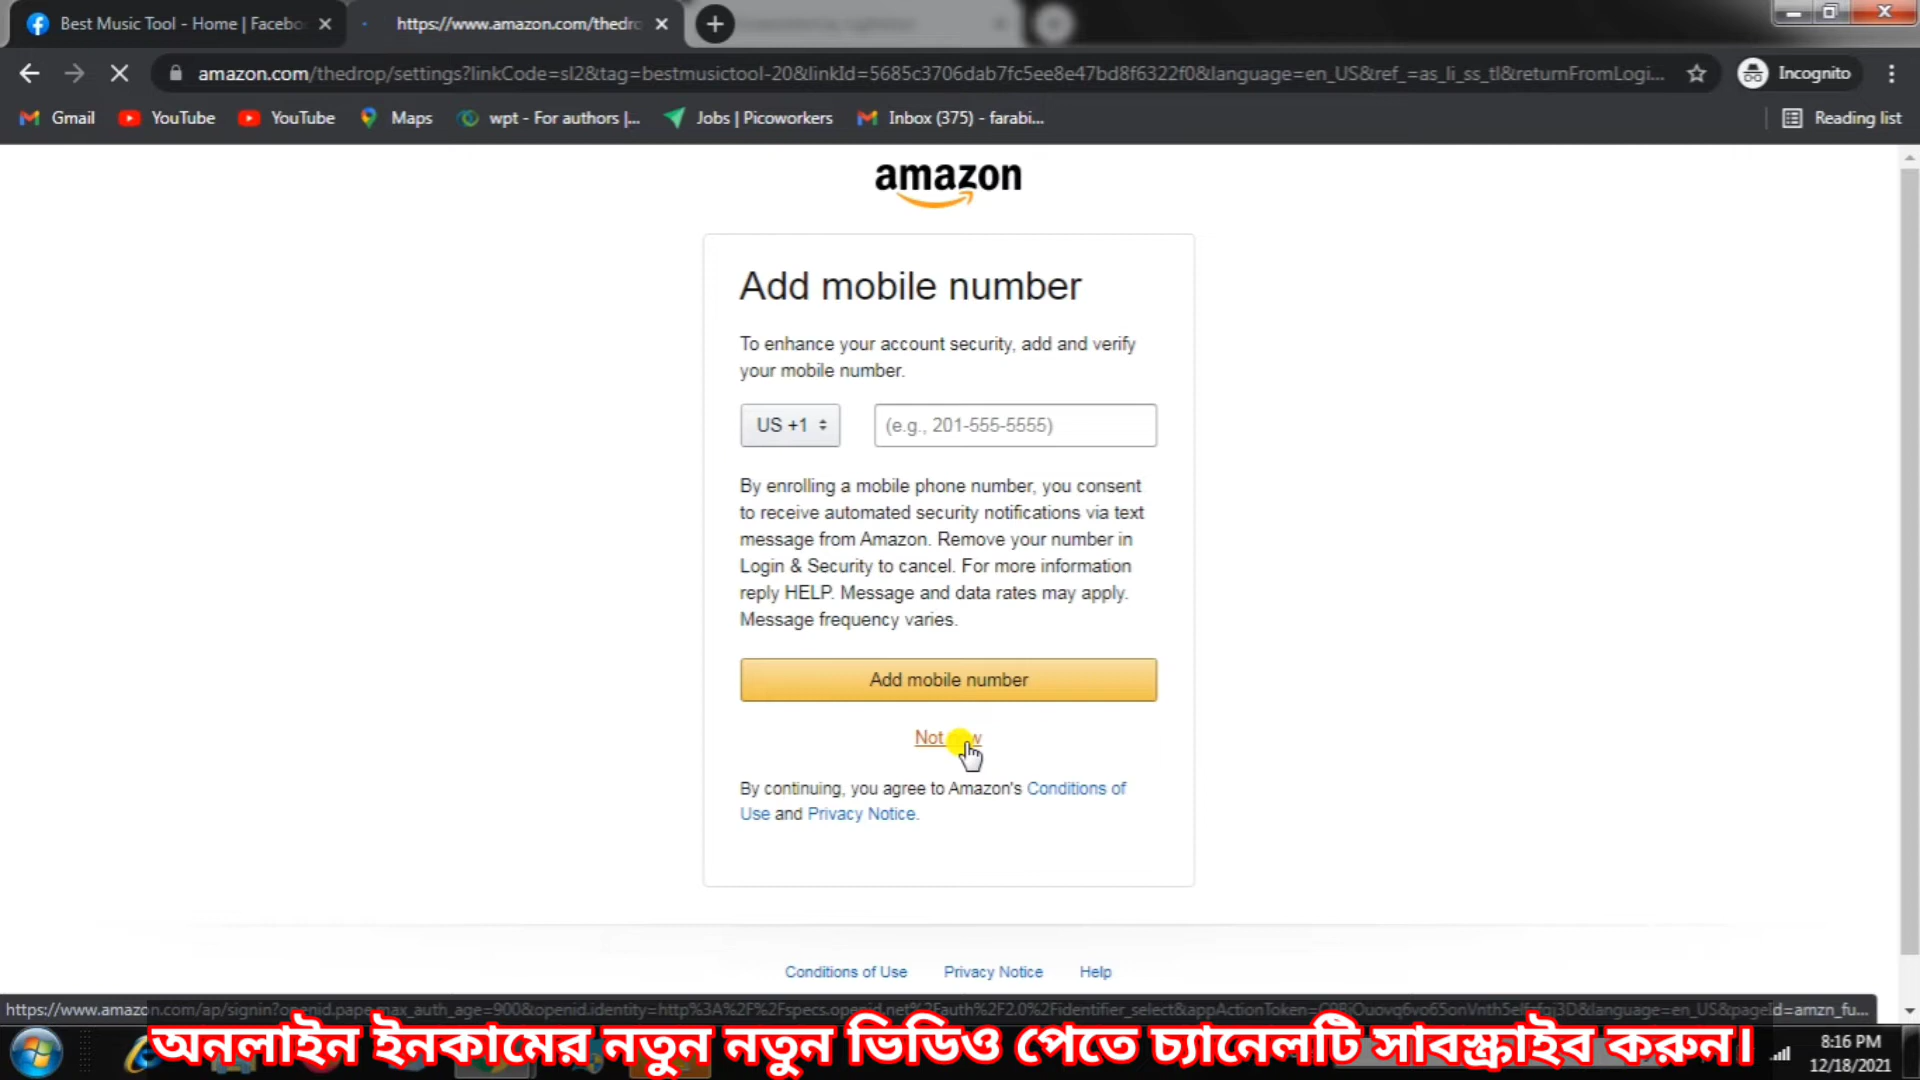 Best Music Tool - Home | Facebo
https://www.amazon.com/thedro
amazon.com/thedrop/settings?linkCode=sl2&tag=bestmusictool-20&linkId=5685c3706dab7fc5ee8e47bd8f6322f0&language=en_US&ref_=as_li_ss_tl&returnFromLogi...
Incognito
Gmail
YouTube
YouTube
Maps
wpt - For authors |...
Jobs | Picoworkers
Inbox (375) - farabi...
Reading list
amazon
Add mobile number
To enhance your account security, add and verify
your mobile number.
US +1
(e.g., 201-555-5555)
By enrolling a mobile phone number, you consent
to receive automated security notifications via text
message from Amazon. Remove your number in
Login & Security to cancel. For more information
reply HELP. Message and data rates may apply.
Message frequency varies.
Add mobile number
Not
By continuing, you agree to Amazon's Conditions of
Use and Privacy Notice.
Conditions of Use
Privacy Notice
Help
অনলাইন ইনকামের নতুন নতুন ভিডিও পেতে চ্যানেলটি সাবস্ক্রাইব করুন।
8:16 PM
12/18/2021